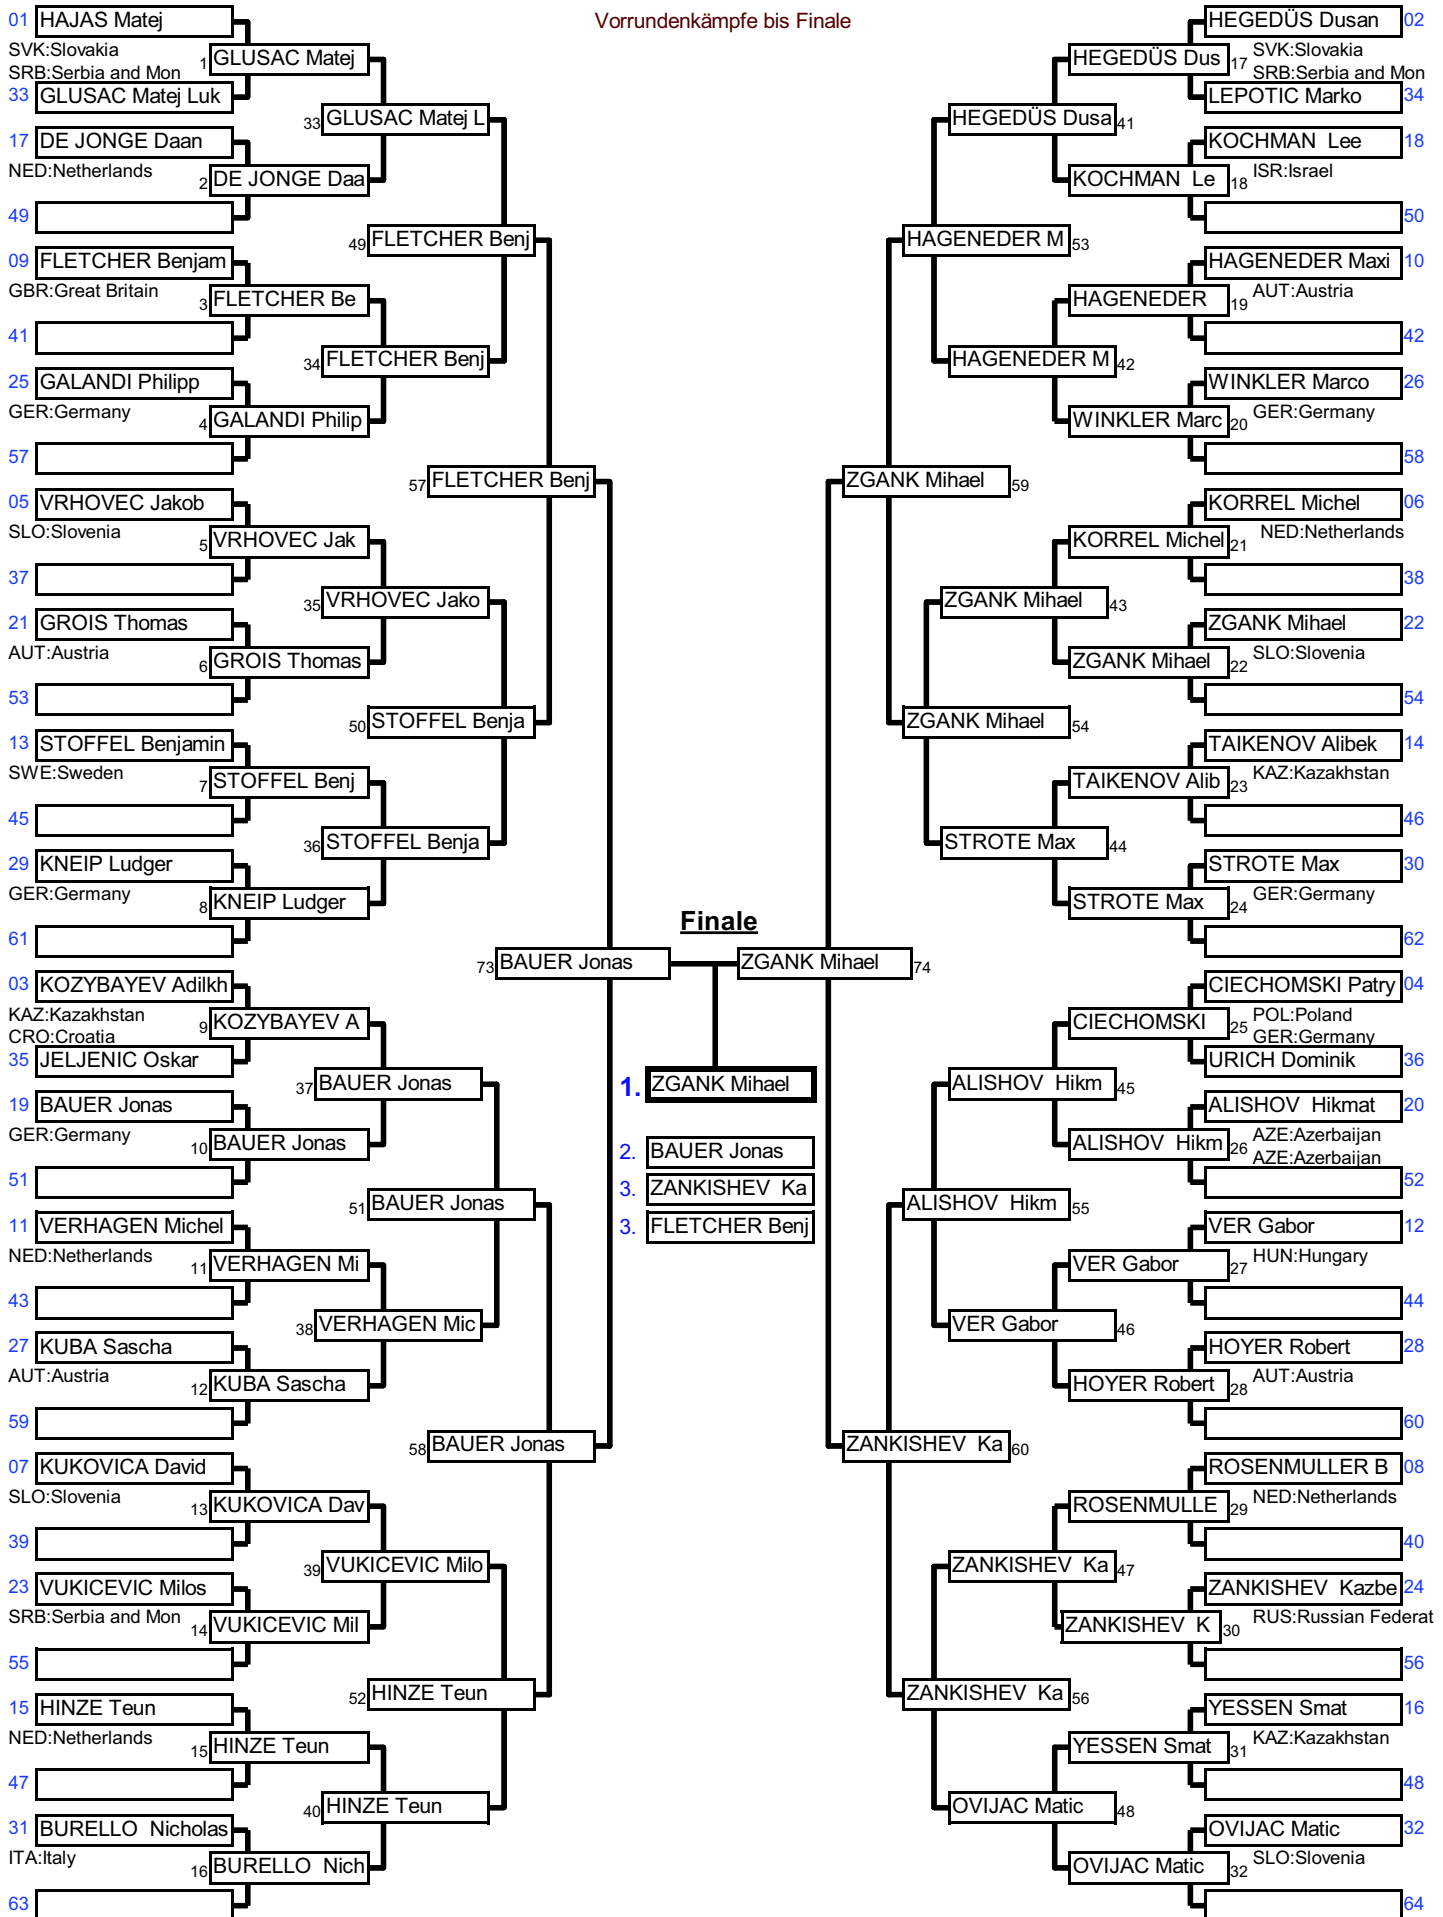 Vorrundenkämpfe bis Finale
01 HAJAS Matej
SVK:Slovakia
SRB:Serbia and Mon
1 GLUSAC Matej
33 GLUSAC Matej Luk
33 GLUSAC Matej L
17 DE JONGE Daan
NED:Netherlands
2 DE JONGE Daa
49
49 FLETCHER Benj
09 FLETCHER Benjam
GBR:Great Britain
3 FLETCHER Be
41
34 FLETCHER Benj
25 GALANDI Philipp
GER:Germany
4 GALANDI Philip
57
57 FLETCHER Benj
05 VRHOVEC Jakob
SLO:Slovenia
5 VRHOVEC Jak
37
35 VRHOVEC Jako
21 GROIS Thomas
AUT:Austria
6 GROIS Thomas
53
50 STOFFEL Benja
13 STOFFEL Benjamin
SWE:Sweden
7 STOFFEL Benj
45
36 STOFFEL Benja
29 KNEIP Ludger
GER:Germany
8 KNEIP Ludger
61
73 BAUER Jonas
03 KOZYBAYEV Adilkh
KAZ:Kazakhstan
CRO:Croatia
9 KOZYBAYEV A
35 JELJENIC Oskar
37 BAUER Jonas
19 BAUER Jonas
GER:Germany
10 BAUER Jonas
51
51 BAUER Jonas
11 VERHAGEN Michel
NED:Netherlands
11 VERHAGEN Mi
43
38 VERHAGEN Mic
27 KUBA Sascha
AUT:Austria
12 KUBA Sascha
59
58 BAUER Jonas
07 KUKOVICA David
SLO:Slovenia
13 KUKOVICA Dav
39
39 VUKICEVIC Milo
23 VUKICEVIC Milos
SRB:Serbia and Mon
14 VUKICEVIC Mil
55
52 HINZE Teun
15 HINZE Teun
NED:Netherlands
15 HINZE Teun
47
40 HINZE Teun
31 BURELLO Nicholas
ITA:Italy
16 BURELLO Nich
63
Finale
1. ZGANK Mihael
2. BAUER Jonas
3. ZANKISHEV Ka
3. FLETCHER Benj
HEGEDÜS Dusan 02
HEGEDÜS Dus 17
SVK:Slovakia
SRB:Serbia and Mon
LEPOTIC Marko 34
HEGEDÜS Dusa 41
KOCHMAN Lee 18
ISR:Israel
KOCHMAN Le 18
50
HAGENEDER M 53
HAGENEDER Maxi 10
AUT:Austria
HAGENEDER 19
42
HAGENEDER M 42
WINKLER Marco 26
GER:Germany
WINKLER Marc 20
58
ZGANK Mihael 59
KORREL Michel 06
NED:Netherlands
KORREL Michel 21
38
ZGANK Mihael 43
ZGANK Mihael 22
SLO:Slovenia
ZGANK Mihael 22
54
ZGANK Mihael 54
TAIKENOV Alibek 14
KAZ:Kazakhstan
TAIKENOV Alib 23
46
STROTE Max 44
STROTE Max 30
GER:Germany
STROTE Max 24
62
ZGANK Mihael 74
CIECHOMSKI Patry 04
POL:Poland
GER:Germany
CIECHOMSKI 25
URICH Dominik 36
ALISHOV Hikm 45
ALISHOV Hikmat 20
AZE:Azerbaijan
AZE:Azerbaijan
ALISHOV Hikm 26
52
ALISHOV Hikm 55
VER Gabor 12
HUN:Hungary
VER Gabor 27
44
VER Gabor 46
HOYER Robert 28
AUT:Austria
HOYER Robert 28
60
ZANKISHEV Ka 60
ROSENMULLER B 08
NED:Netherlands
ROSENMULLE 29
40
ZANKISHEV Ka 47
ZANKISHEV Kazbe 24
RUS:Russian Federat
ZANKISHEV K 30
56
ZANKISHEV Ka 56
YESSEN Smat 16
KAZ:Kazakhstan
YESSEN Smat 31
48
OVIJAC Matic 48
OVIJAC Matic 32
SLO:Slovenia
OVIJAC Matic 32
64